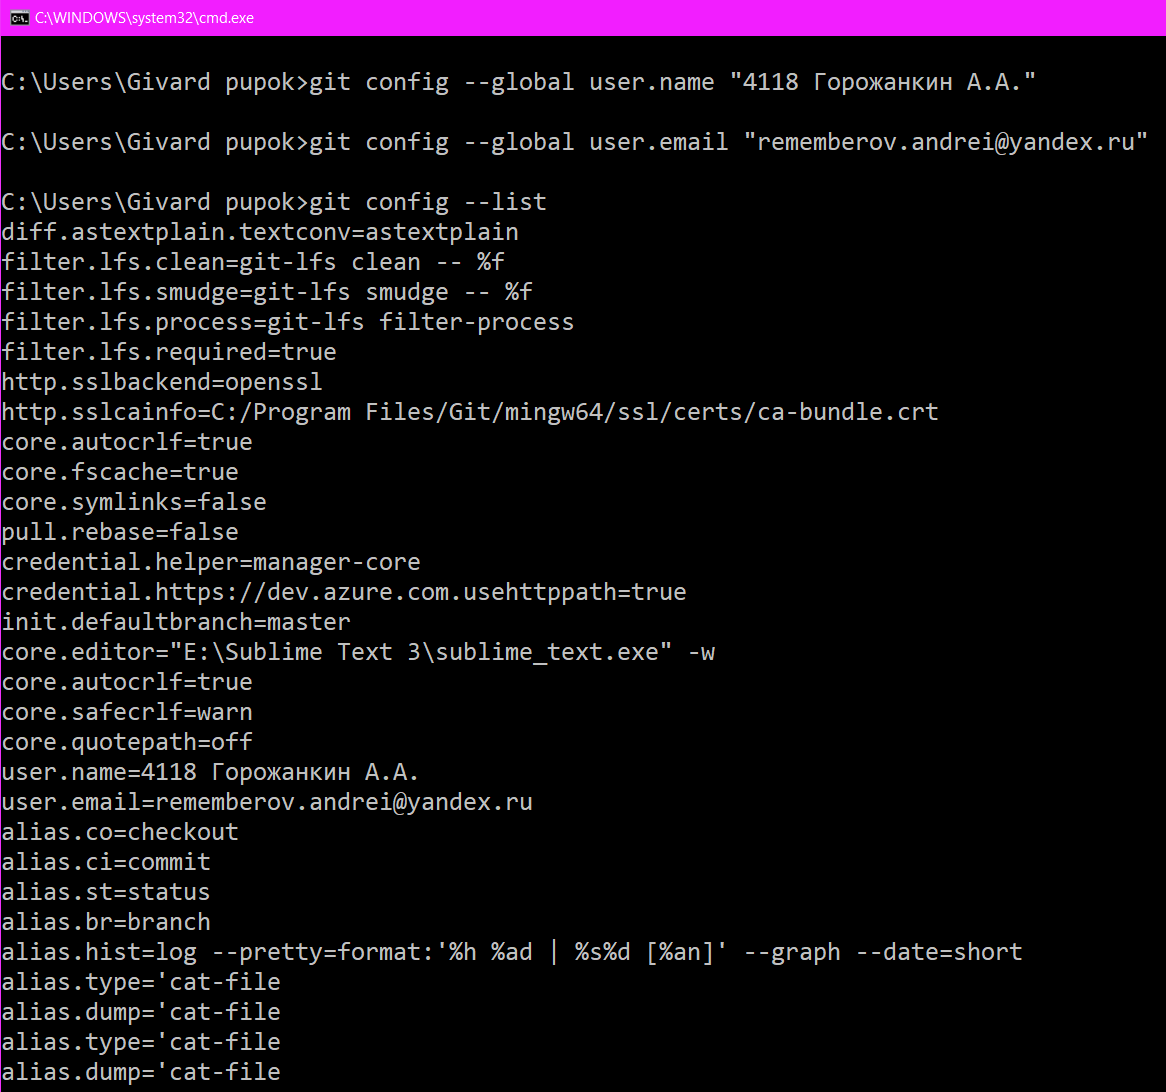 C:\WINDOWS\system32\cmd.exe
C:\Users\Givard pupok>git config --global user.name "4118 Горожанкин А.А."
C:\Users\Givard pupok>git config --global user.email "rememberov.andrei@yandex.ru"
C:\Users\Givard pupok>git config --list
diff.astextplain.textconv=astextplain
filter.lfs.clean=git-lfs clean -- %f
filter.lfs.smudge=git-lfs smudge -- %f
filter.lfs.process=git-lfs filter-process
filter.lfs.required=true
http.sslbackend=openssl
http.sslcainfo=C:/Program Files/Git/mingw64/ssl/certs/ca-bundle.crt
core.autocrlf=true
core.fscache=true
core.symlinks=false
pull.rebase=false
credential.helper=manager-core
credential.https://dev.azure.com.usehttppath=true
init.defaultbranch=master
core.editor="E:\Sublime Text 3\sublime_text.exe" -w
core.autocrlf=true
core.safecrlf=warn
core.quotepath=off
user.name=4118 Горожанкин А.А.
user.email=rememberov.andrei@yandex.ru
alias.co=checkout
alias.ci=commit
alias.st=status
alias.br=branch
alias.hist=log --pretty=format:'%h %ad | %s%d [%an]' --graph --date=short
alias.type='cat-file
alias.dump='cat-file
alias.type='cat-file
alias.dump='cat-file